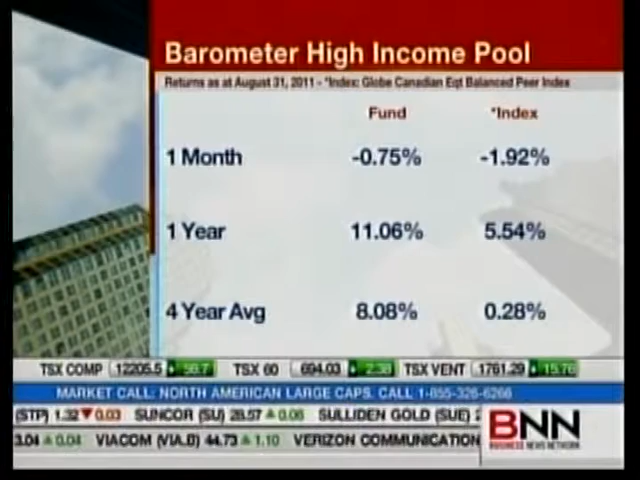 Barometer High Income Pool
Returns as at August 31, 2011 - *Index: Globe Canadian Eqt Balanced Peer Index
Fund *Index
1 Month -0.75% -1.92%
1 Year 11.06% 5.54%
4 Year Avg 8.08% 0.28%
TSX COMP 12205.5 ▲ 56.7 TSX 60 694.03 ▲ 2.38 TSX VENT 1761.29 ▲ 15.76
MARKET CALL: NORTH AMERICAN LARGE CAPS. CALL 1-855-326-6266
(STP) 1.32 ▼ 0.03 SUNCOR (SU) 28.57 ▲ 0.06 SULLIDEN GOLD (SUE)
3.04 ▲ 0.04 VIACOM (VIA.B) 44.73 ▲ 1.10 VERIZON COMMUNICATION
BNN
BUSINESS NEWS NETWORK